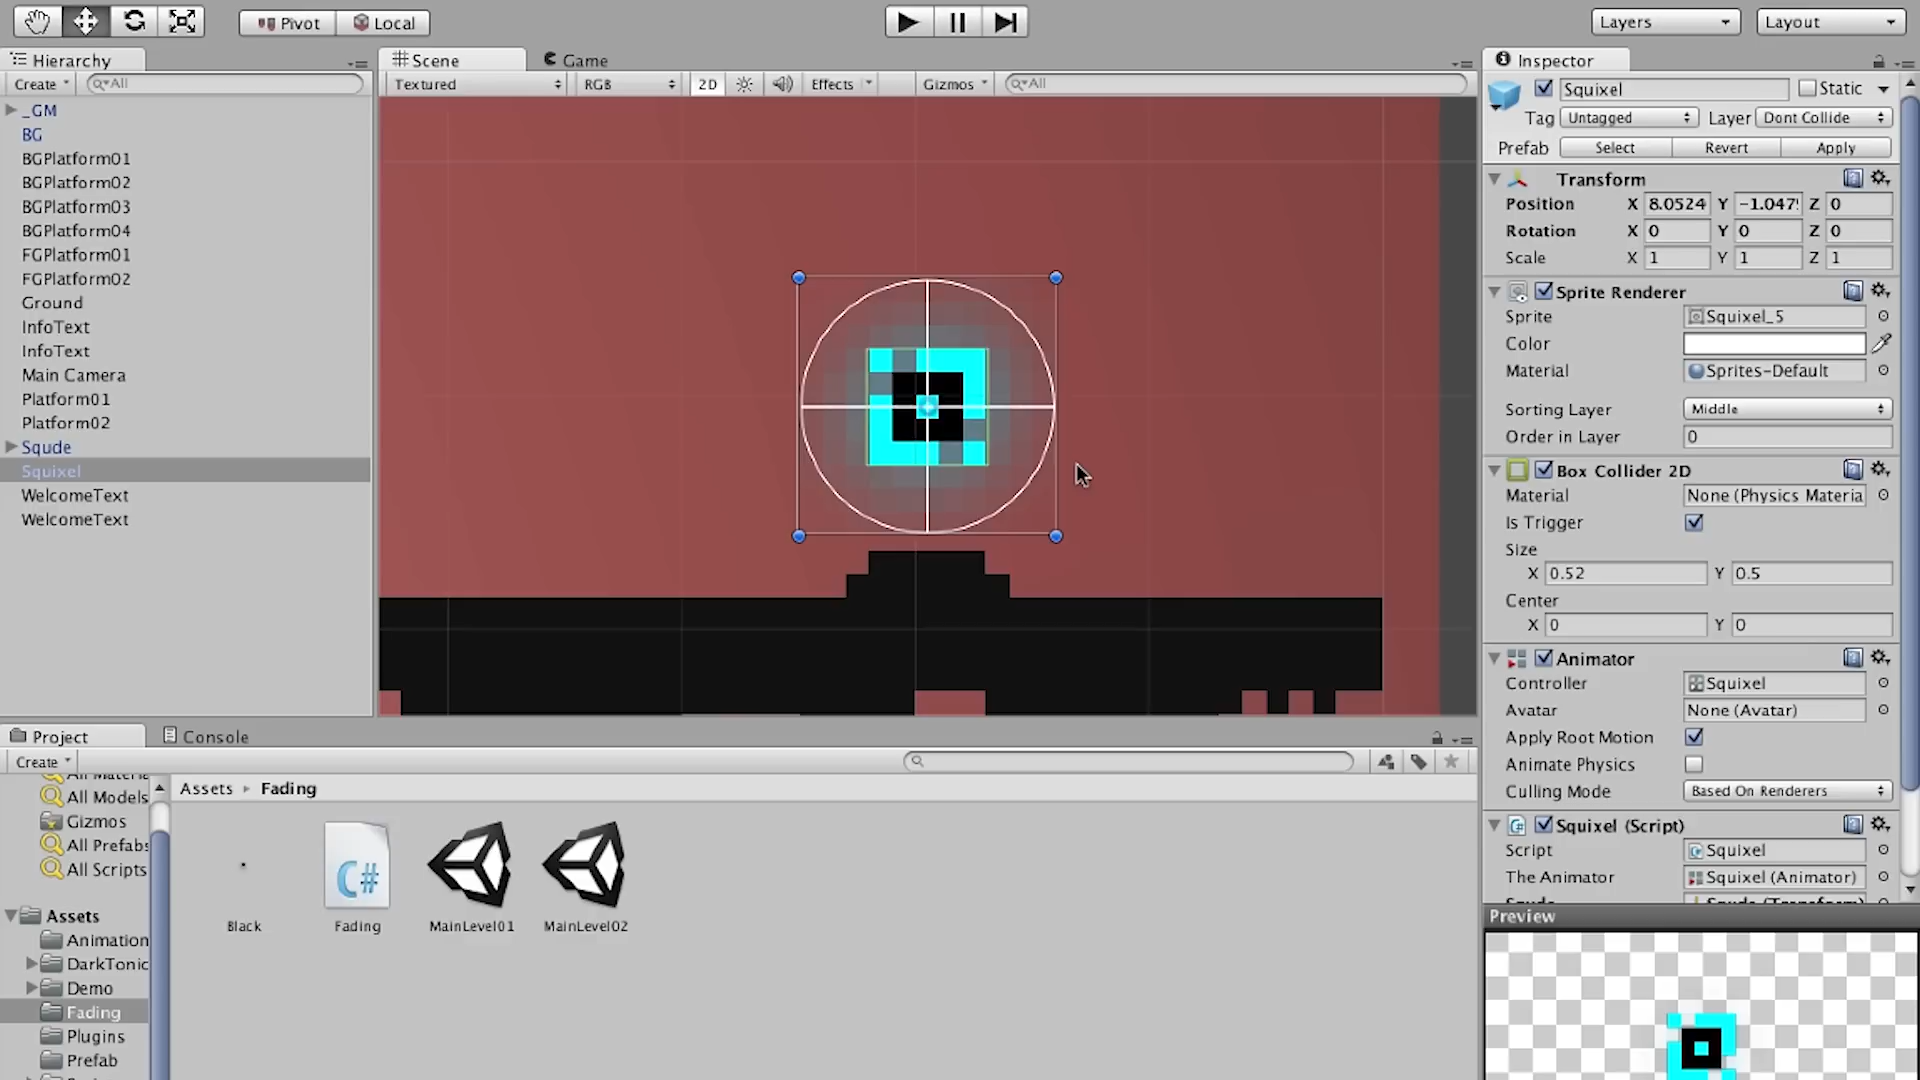 Pivot
Local
Layers
Layout
Hierarchy
Create
All
_GM
BG
BGPlatform01
BGPlatform02
BGPlatform03
BGPlatform04
FGPlatform01
FGPlatform02
Ground
InfoText
InfoText
Main Camera
Platform01
Platform02
Squde
Squixel
WelcomeText
WelcomeText
Scene
Game
Textured
RGB
2D
Effects
Gizmos
All
Inspector
Squixel
Static
Tag Untagged Layer Dont Collide
Prefab Select Revert Apply
Transform
Position X 8.0524 Y -1.047 Z 0
Rotation X 0 Y 0 Z 0
Scale X 1 Y 1 Z 1
Sprite Renderer
Sprite Squixel_5
Color
Material Sprites-Default
Sorting Layer Middle
Order in Layer 0
Box Collider 2D
Material None (Physics Materia
Is Trigger
Size
X 0.52 Y 0.5
Center
X 0 Y 0
Animator
Controller Squixel
Avatar None (Avatar)
Apply Root Motion
Animate Physics
Culling Mode Based On Renderers
Squixel (Script)
Script Squixel
The Animator Squixel (Animator)
Preview
Project
Console
Create
All Models
Gizmos
All Prefabs
All Scripts
Assets
Animation
DarkTonic
Demo
Fading
Plugins
Prefab
Assets Fading
C#
Black
Fading
MainLevel01
MainLevel02